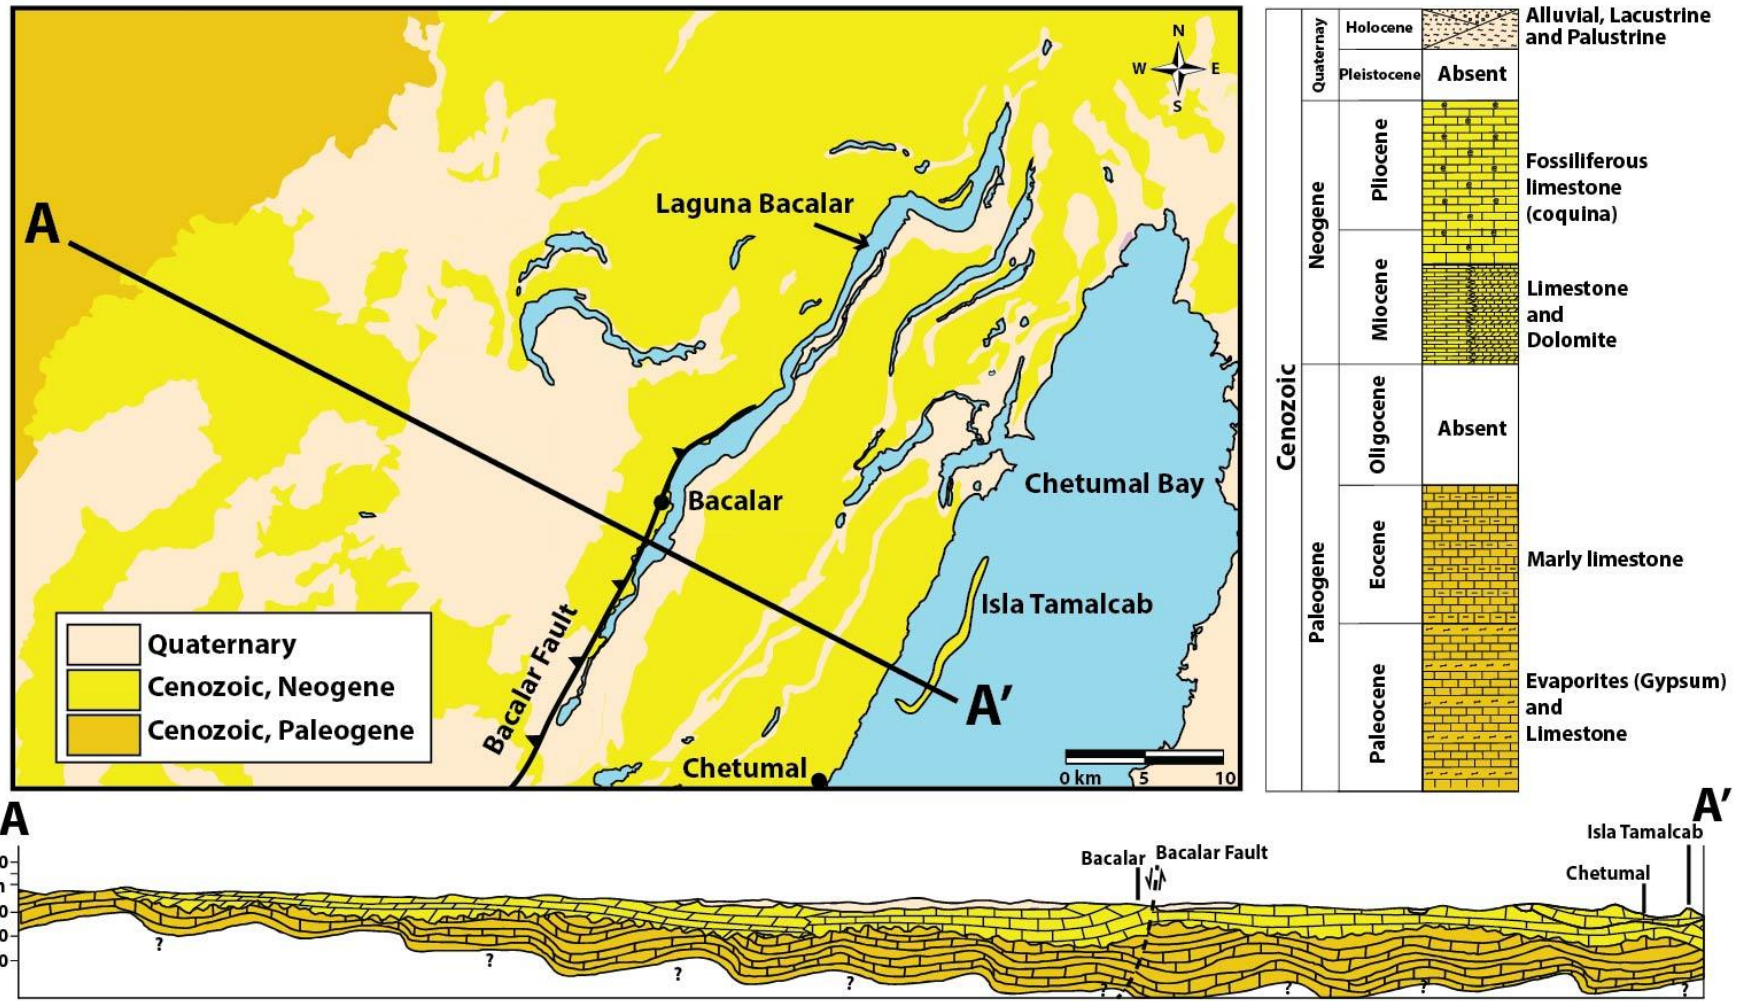 N
W E
S
Laguna Bacalar
A
Bacalar
Chetumal Bay
Isla Tamalcab
Bacalar Fault
A'
Chetumal
0 km 5 10
Quaternary
Cenozoic, Neogene
Cenozoic, Paleogene
Cenozoic
Quaternay
Holocene
Alluvial, Lacustrine
and Palustrine
Pleistocene
Absent
Neogene
Pliocene
Fossiliferous
limestone
(coquina)
Miocene
Limestone
and
Dolomite
Paleogene
Oligocene
Absent
Eocene
Marly limestone
Paleocene
Evaporites (Gypsum)
and
Limestone
A
A'
Isla Tamalcab
Bacalar
Bacalar Fault
Chetumal
?
?
?
?
?
?
?
?